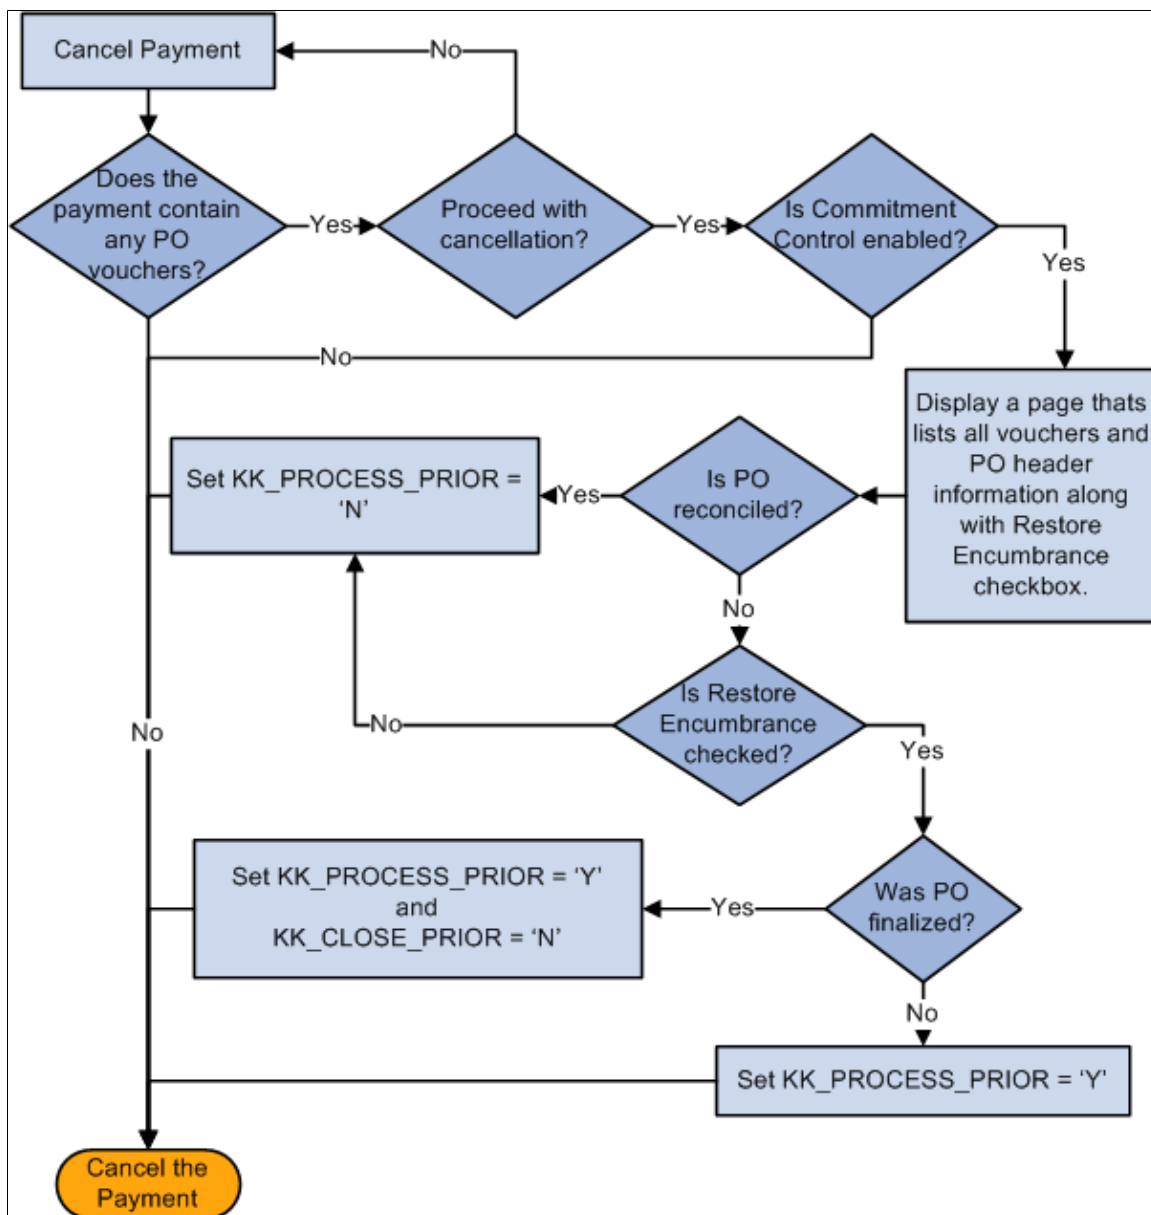 Cancel Payment
No
Does the
payment contain
any PO
vouchers?
Yes
Proceed with
cancellation?
Yes
Is Commitment
Control enabled?
Yes
No
Display a page thats
lists all vouchers and
PO header
information along
with Restore
Encumbrance
checkbox.
Is PO
reconciled?
Yes
Set KK_PROCESS_PRIOR =
‘N’
No
Is Restore
Encumbrance
checked?
No
Yes
No
Was PO
finalized?
Yes
Set KK_PROCESS_PRIOR = ‘Y’
and
KK_CLOSE_PRIOR = ‘N’
No
Set KK_PROCESS_PRIOR = ‘Y’
Cancel the
Payment